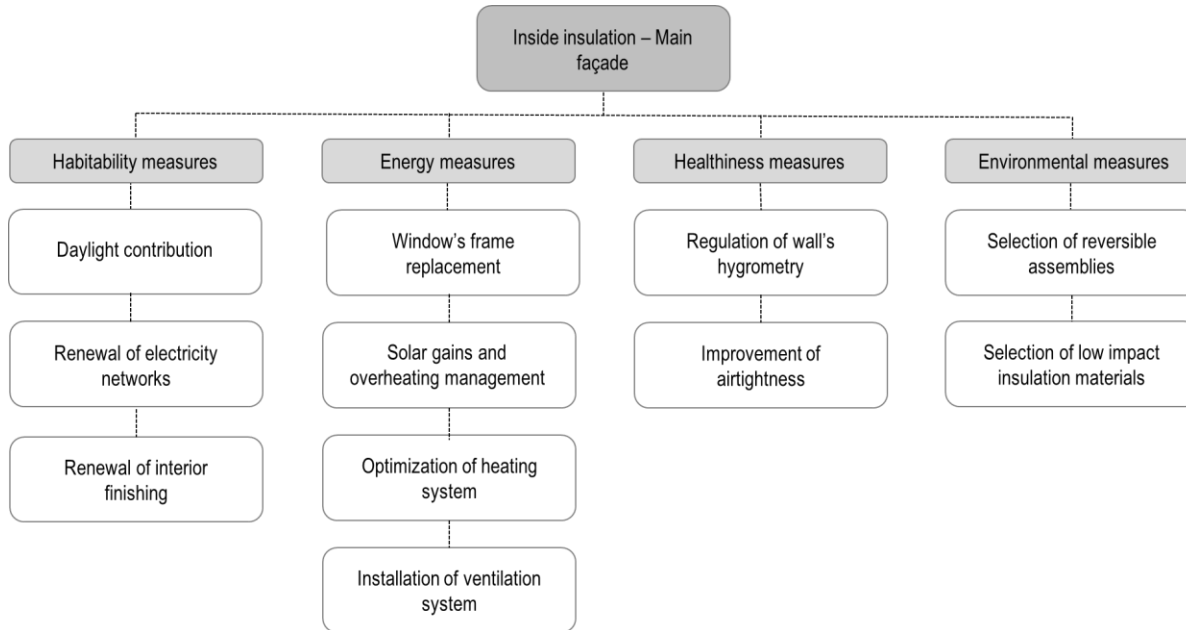 Inside insulation – Main
façade
Habitability measures
Energy measures
Healthiness measures
Environmental measures
Daylight contribution
Window's frame
replacement
Regulation of wall's
hygrometry
Selection of reversible
assemblies
Renewal of electricity
networks
Solar gains and
overheating management
Improvement of
airtightness
Selection of low impact
insulation materials
Renewal of interior
finishing
Optimization of heating
system
Installation of ventilation
system